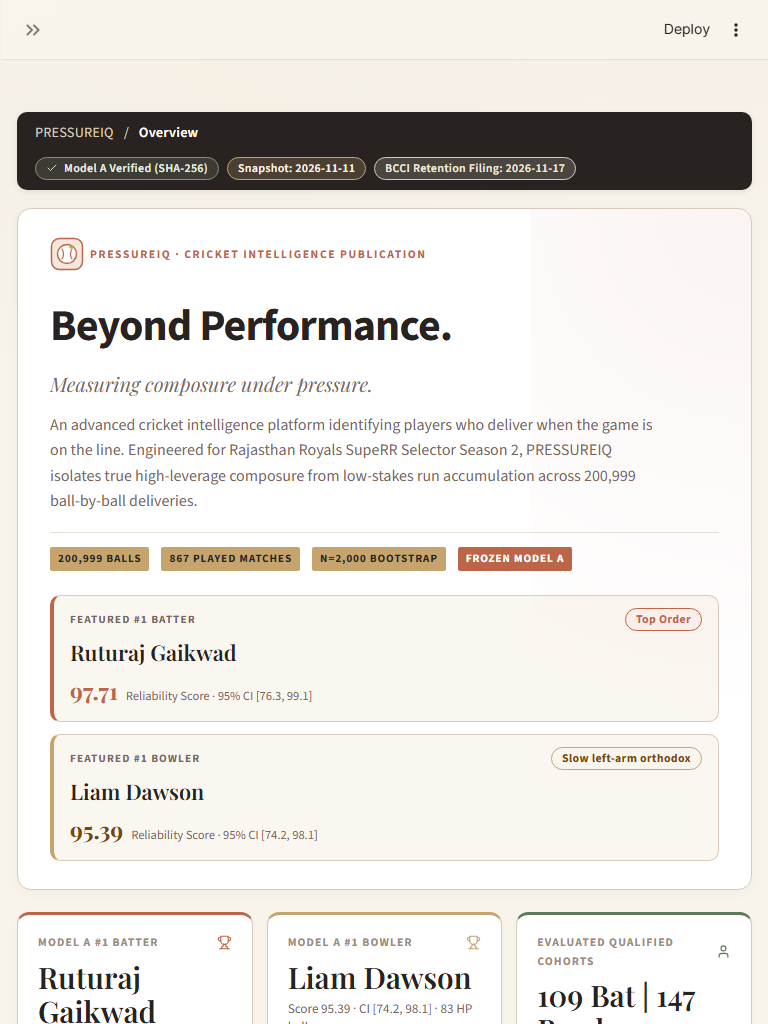 Deploy
PRESSUREIQ / Overview
Model A Verified (SHA-256) Snapshot: 2026-11-11 BCCI Retention Filing: 2026-11-17
PRESSUREIQ · CRICKET INTELLIGENCE PUBLICATION
Beyond Performance.
Measuring composure under pressure.
An advanced cricket intelligence platform identifying players who deliver when the game is
on the line. Engineered for Rajasthan Royals SupeRR Selector Season 2, PRESSUREIQ
isolates true high-leverage composure from low-stakes run accumulation across 200,999
ball-by-ball deliveries.
200,999 BALLS 867 PLAYED MATCHES N=2,000 BOOTSTRAP FROZEN MODEL A
FEATURED #1 BATTER Top Order
Ruturaj Gaikwad
97.71 Reliability Score · 95% CI [76.3, 99.1]
FEATURED #1 BOWLER Slow left-arm orthodox
Liam Dawson
95.39 Reliability Score · 95% CI [74.2, 98.1]
MODEL A #1 BATTER
Ruturaj
Gaikwad
MODEL A #1 BOWLER
Liam Dawson
Score 95.39 · CI [74.2, 98.1] · 83 HP
EVALUATED QUALIFIED
COHORTS
109 Bat | 147